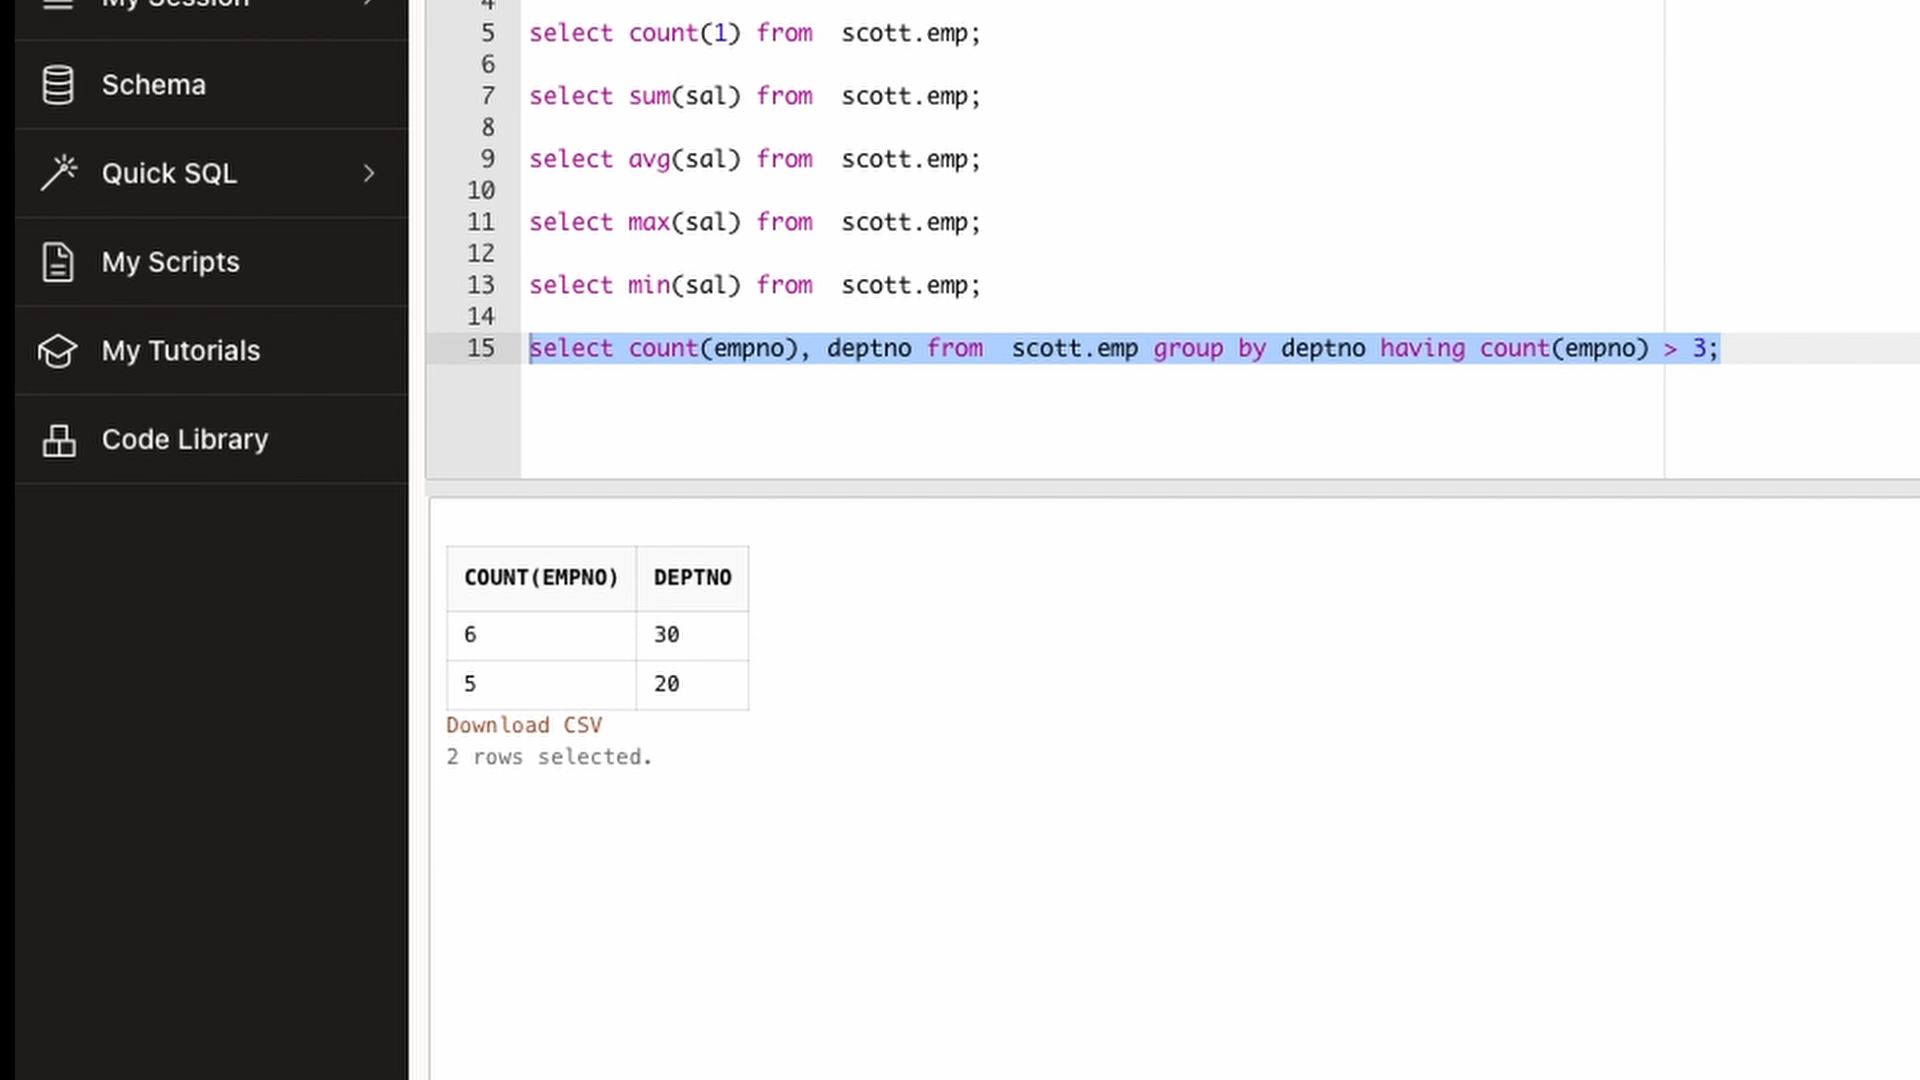 My Session
Schema
Quick SQL
My Scripts
My Tutorials
Code Library
4
5 select count(1) from  scott.emp;
6
7 select sum(sal) from  scott.emp;
8
9 select avg(sal) from  scott.emp;
10
11 select max(sal) from  scott.emp;
12
13 select min(sal) from  scott.emp;
14
15 select count(empno), deptno from  scott.emp group by deptno having count(empno) > 3;
COUNT(EMPNO) DEPTNO
6 30
5 20
Download CSV
2 rows selected.